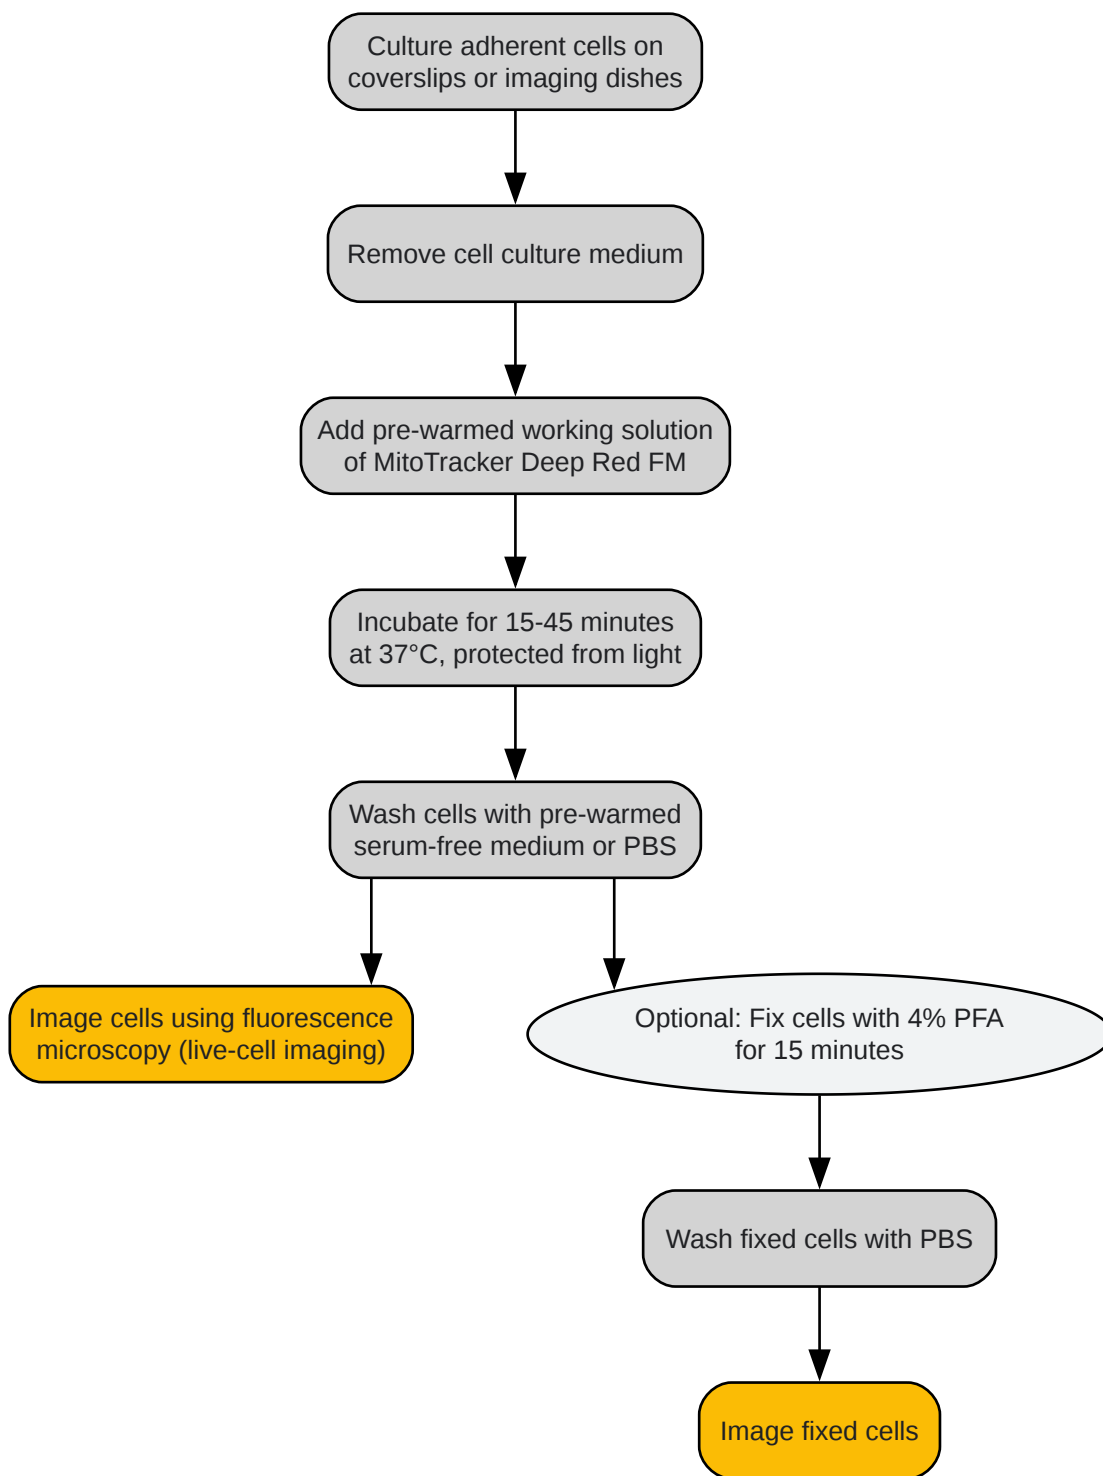 Culture adherent cells on
coverslips or imaging dishes
Remove cell culture medium
Add pre-warmed working solution
of MitoTracker Deep Red FM
Incubate for 15-45 minutes
at 37°C, protected from light
Wash cells with pre-warmed
serum-free medium or PBS
Image cells using fluorescence
microscopy (live-cell imaging)
Optional: Fix cells with 4% PFA
for 15 minutes
Wash fixed cells with PBS
Image fixed cells